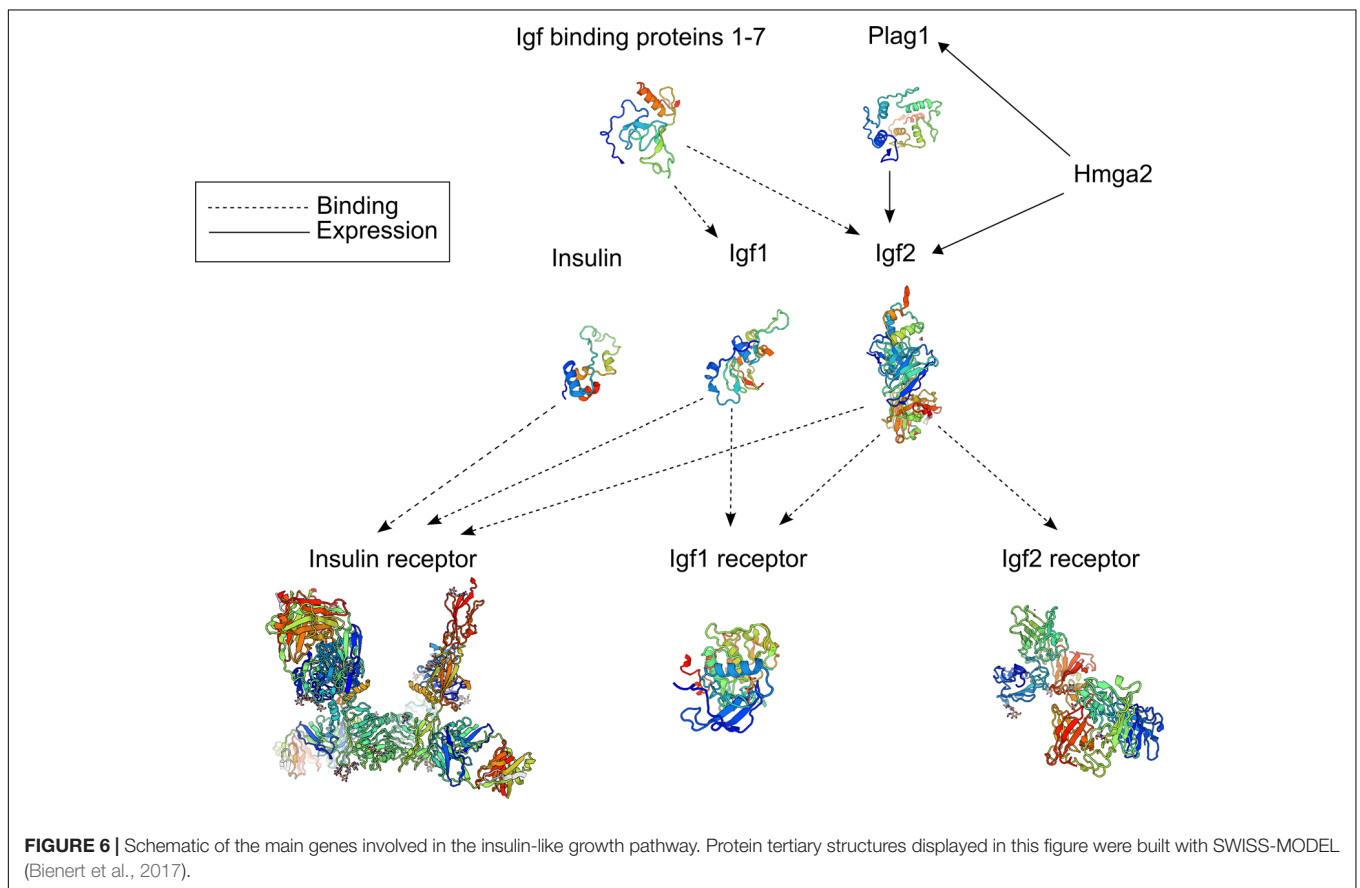 Igf binding proteins 1-7
Plag1
Hmga2
Binding
Expression
Insulin
Igf1
Igf2
Insulin receptor
Igf1 receptor
Igf2 receptor
FIGURE 6 | Schematic of the main genes involved in the insulin-like growth pathway. Protein tertiary structures displayed in this figure were built with SWISS-MODEL
(Bienert et al., 2017).